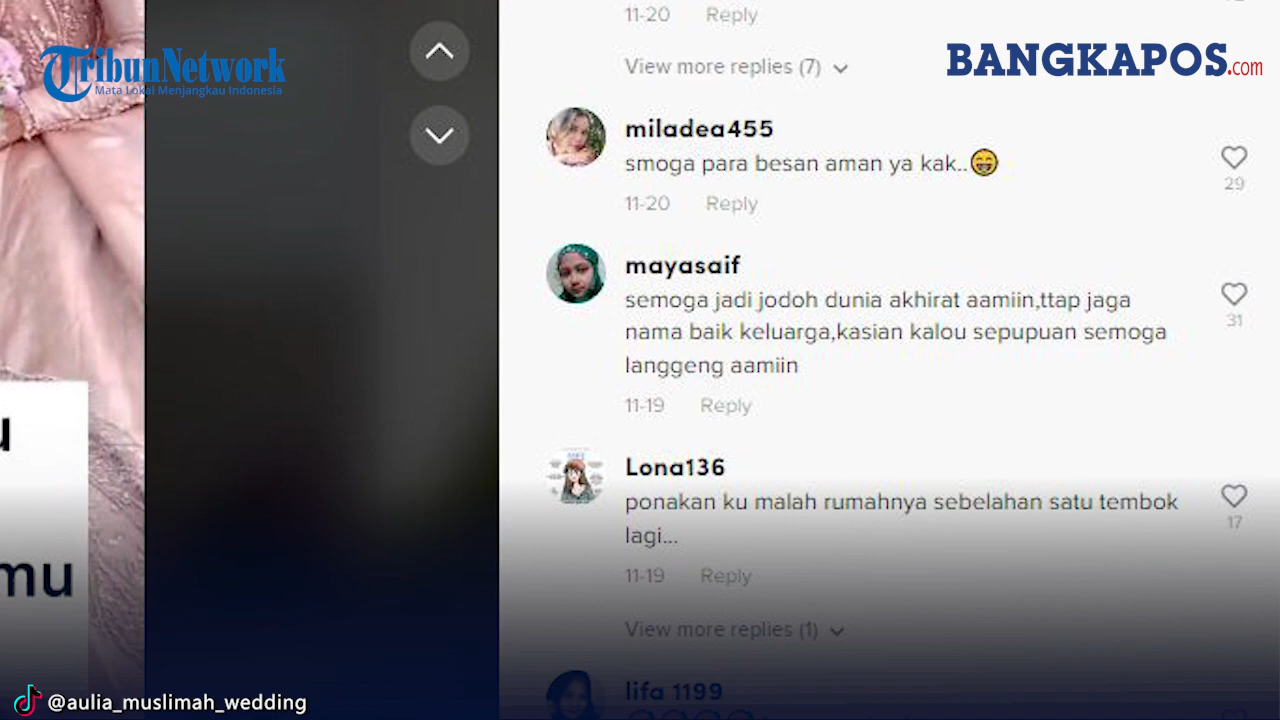 TribunNetwork
Mata Lokal Menjangkau Indonesia
BANGKAPOS.com
11-20 Reply
View more replies (7)
miladea455
smoga para besan aman ya kak..😁
29
11-20 Reply
mayasaif
semoga jadi jodoh dunia akhirat aamiin,ttap jaga
31
nama baik keluarga,kasian kalou sepupuan semoga
langgeng aamiin
11-19 Reply
u
Lona136
ponakan ku malah rumahnya sebelahan satu tembok
17
lagi...
mu
11-19 Reply
View more replies (1)
lifa 1199
@aulia_muslimah_wedding